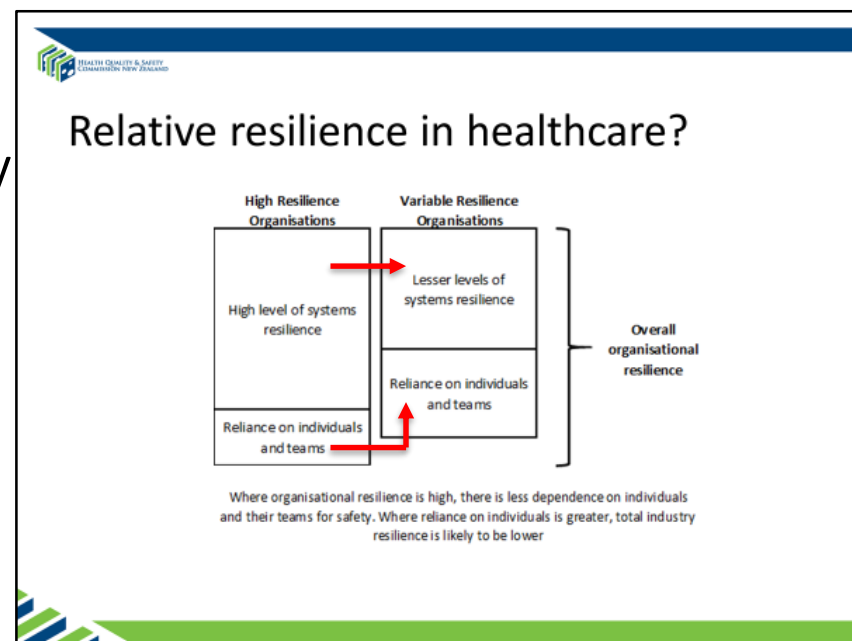 HEALTH QUALITY & SAFETY
COMMISSION NEW ZEALAND
Relative resilience in healthcare?
y
High Resilience
Organisations
Variable Resilience
Organisations
High level of systems
resilience
Lesser levels of
systems resilience
Reliance on individuals
and teams
Reliance on individuals
and teams
Overall
organisational
resilience
Where organisational resilience is high, there is less dependence on individuals
and their teams for safety. Where reliance on individuals is greater, total industry
resilience is likely to be lower